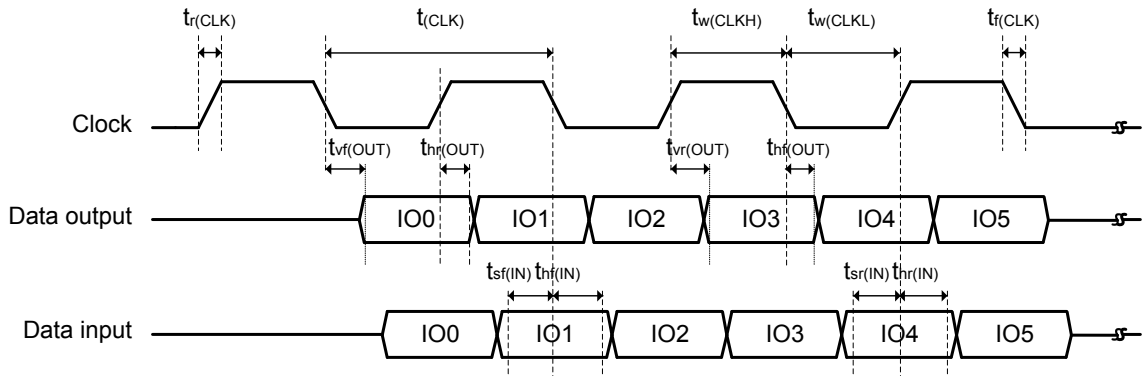 tr(CLK) t(CLK) tw(CLKH) tw(CLKL) tf(CLK)
Clock
tvf(OUT) thr(OUT) tvr(OUT) thf(OUT)
Data output IO0 IO1 IO2 IO3 IO4 IO5
tsf(IN) thf(IN) tsr(IN) thr(IN)
Data input IO0 IO1 IO2 IO3 IO4 IO5